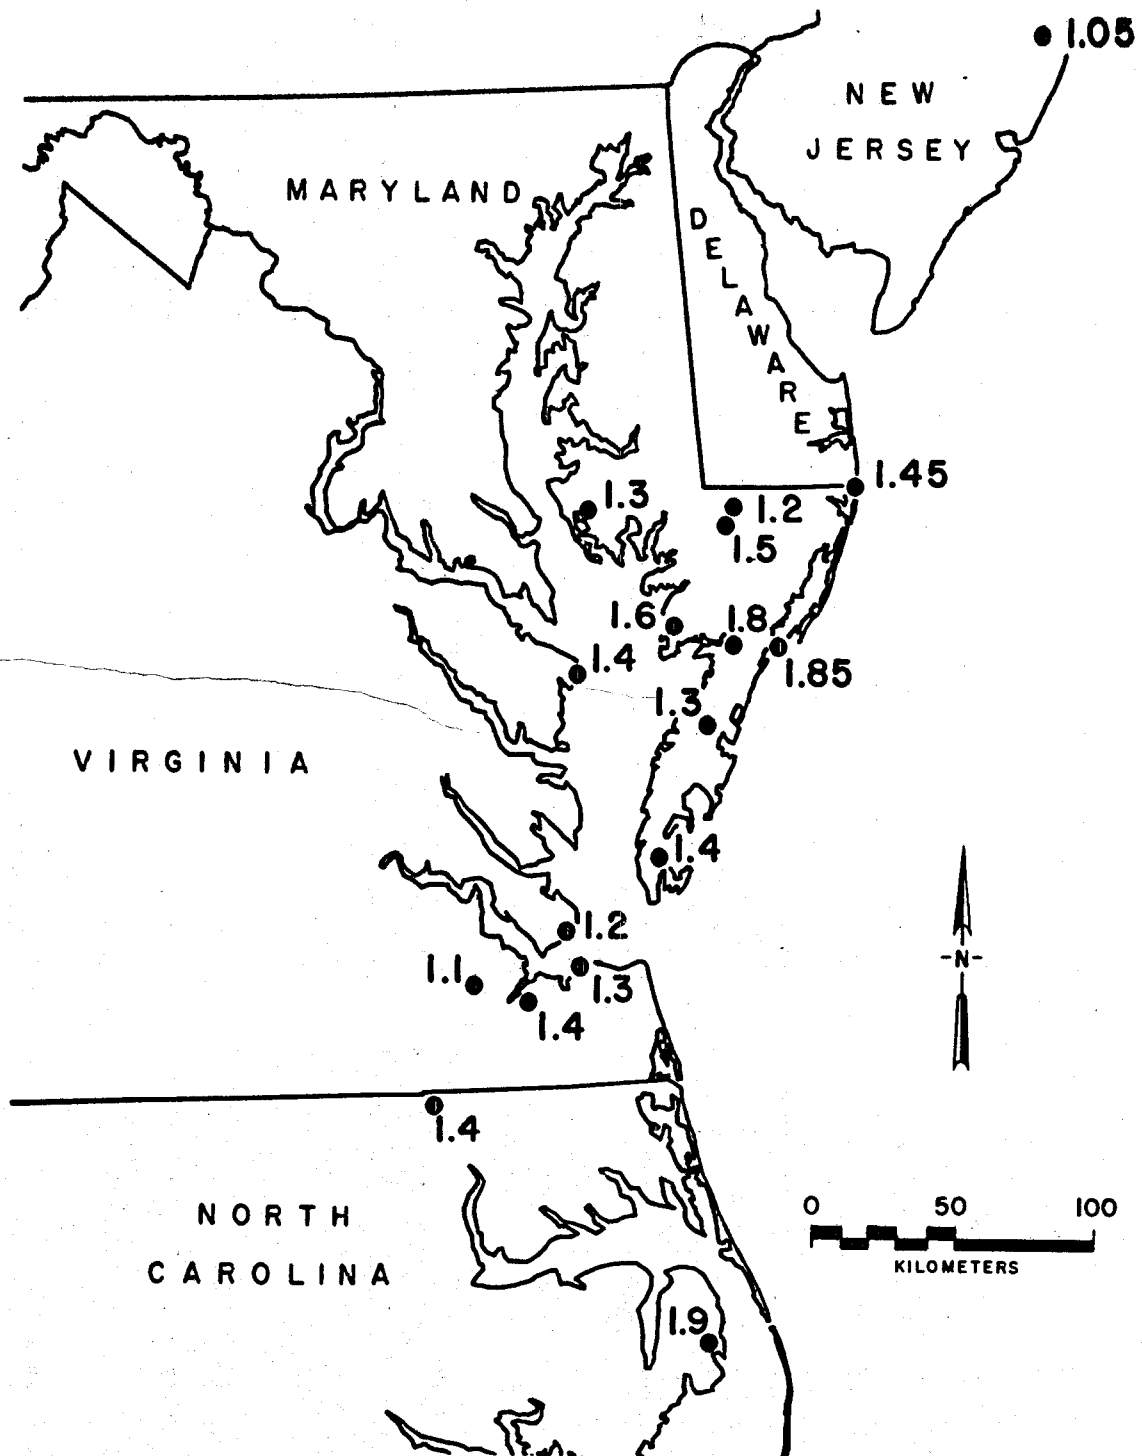 1.05
NEW
JERSEY
MARYLAND
DELAWARE
1.45
1.3
1.2
1.5
1.6
1.8
1.4
1.85
1.3
VIRGINIA
1.4
1.2
-N-
1.1
1.3
1.4
1.4
0 50 100
KILOMETERS
NORTH
CAROLINA
1.9